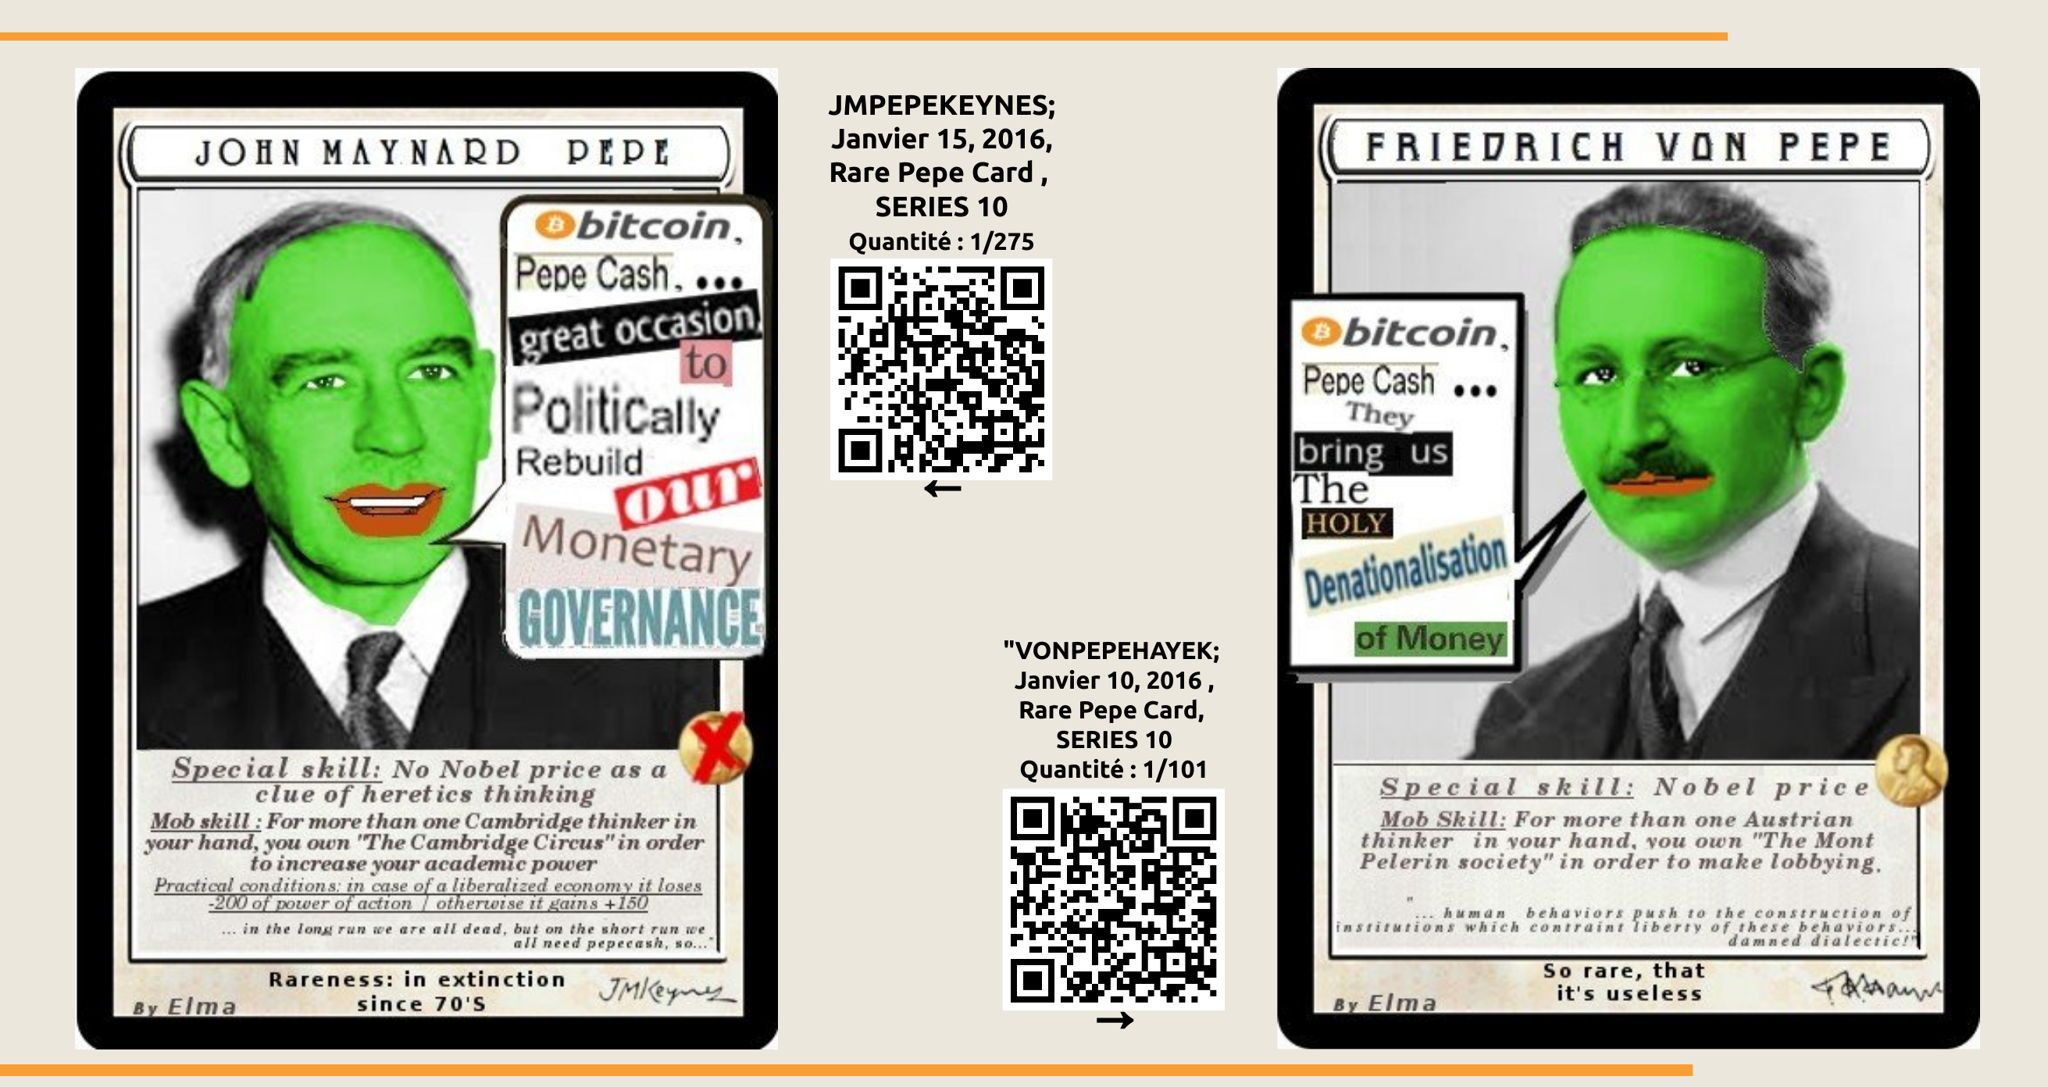 JOHN MAYNARD PEPE
bitcoin,
Pepe Cash, ...
great occasion,
to
Politically
Rebuild
our
Monetary
GOVERNANCE
Special skill: No Nobel price as a
clue of heretics thinking
Mob skill : For more than one Cambridge thinker in
your hand, you own "The Cambridge Circus" in order
to increase your academic power
Practical conditions: in case of a liberalized economy it loses
-200 of power of action / otherwise it gains +150
... in the long run we are all dead, but on the short run we
all need pepecash, so..."
Rareness: in extinction
since 70'S
By Elma
JMKeynes
JMPEPEKEYNES;
Janvier 15, 2016,
Rare Pepe Card ,
SERIES 10
Quantité : 1/275
←
"VONPEPEHAYEK;
Janvier 10, 2016 ,
Rare Pepe Card,
SERIES 10
Quantité : 1/101
→
FRIEDRICH VON PEPE
bitcoin,
Pepe Cash ...
They
bring us
The
HOLY
Denationalisation
of Money
Special skill: Nobel price
Mob Skill: For more than one Austrian
thinker in your hand, you own "The Mont
Pelerin society" in order to make lobbying.
"
... human behaviors push to the construction of
institutions which contraint liberty of these behaviors...
damned dialectic!"
So rare, that
it's useless
By Elma